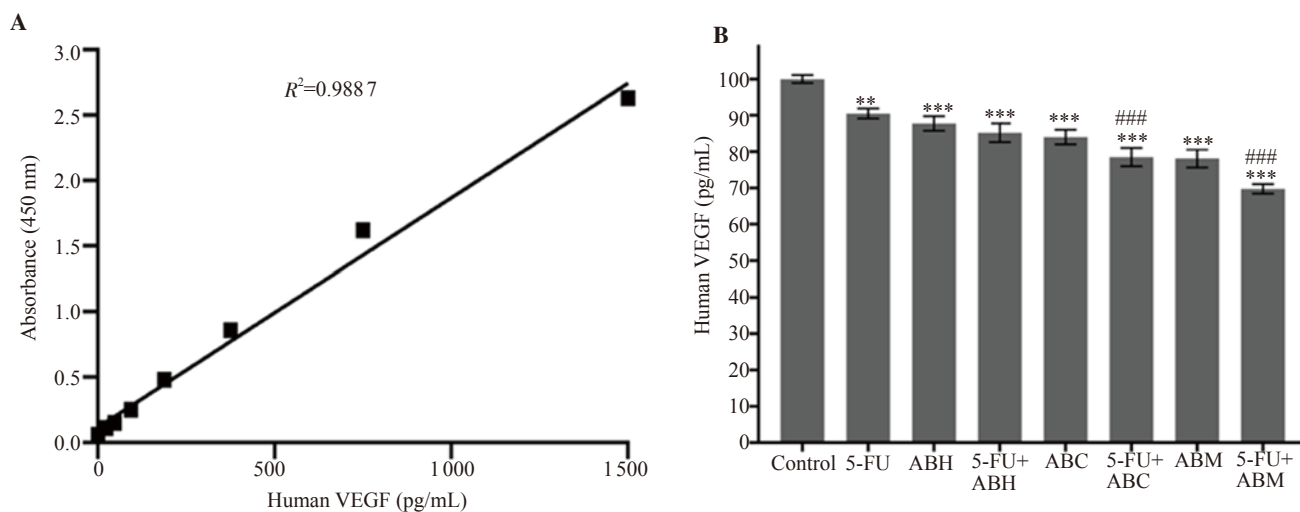 A
3.0
2.5
2.0
1.5
1.0
0.5
0.0
Absorbance (450 nm)
R²=0.988 7
0
500
1 000
1 500
Human VEGF (pg/mL)
B
100
90
80
70
60
50
40
30
20
10
0
Human VEGF (pg/mL)
**
***
***
***
###
***
***
###
***
Control
5-FU
ABH
5-FU+
ABH
ABC
5-FU+
ABC
ABM
5-FU+
ABM